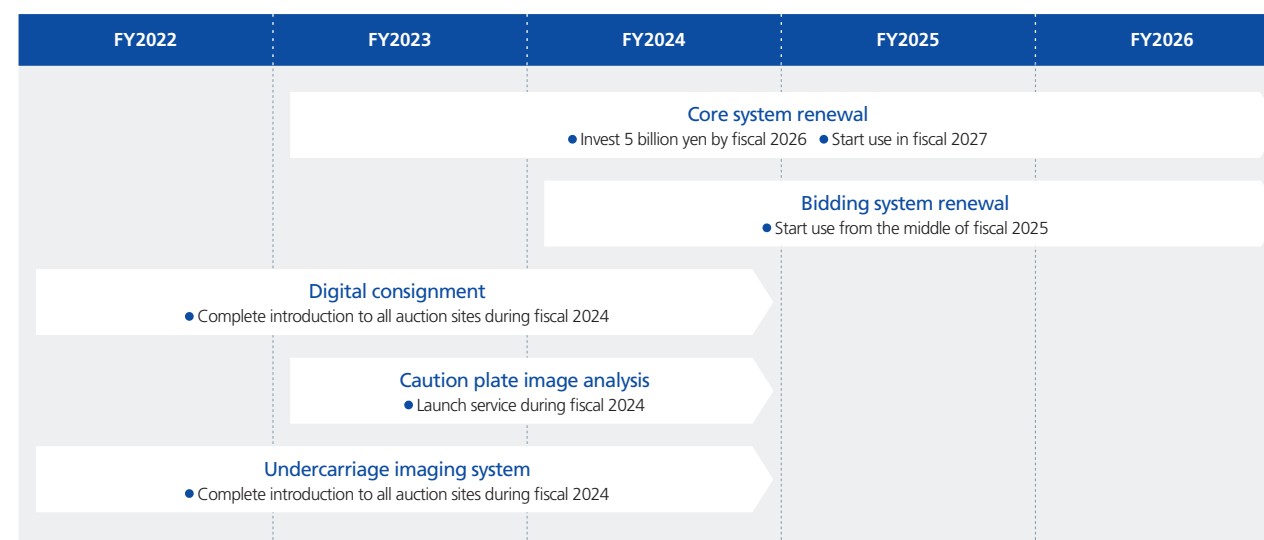 FY2022 FY2023 FY2024 FY2025 FY2026
Core system renewal
● Invest 5 billion yen by fiscal 2026 ● Start use in fiscal 2027
Bidding system renewal
● Start use from the middle of fiscal 2025
Digital consignment
● Complete introduction to all auction sites during fiscal 2024
Caution plate image analysis
● Launch service during fiscal 2024
Undercarriage imaging system
● Complete introduction to all auction sites during fiscal 2024